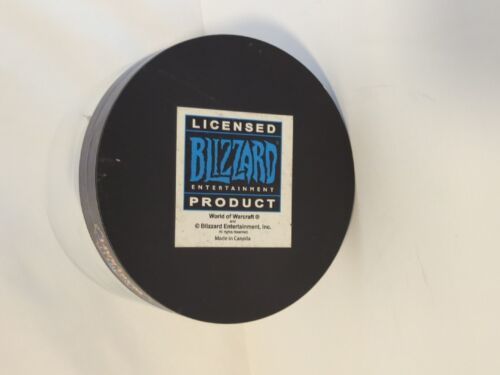 LICENSED
BLIZZARD
ENTERTAINMENT
PRODUCT
World of Warcraft ®
and
© Blizzard Entertainment, Inc.
All rights Reserved.
Made in Canada